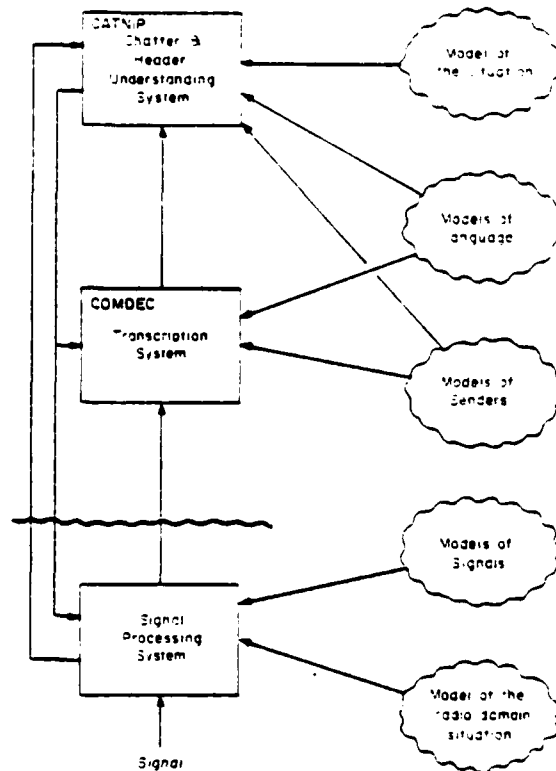 CATNIP
Chatter &
Header
Understanding
System
Model of
the situation
Models of
language
COMDEC
Transcription
System
Models of
Senders
Models of
Signals
Signal
Processing
System
Model of the
radio domain
situation
Signal